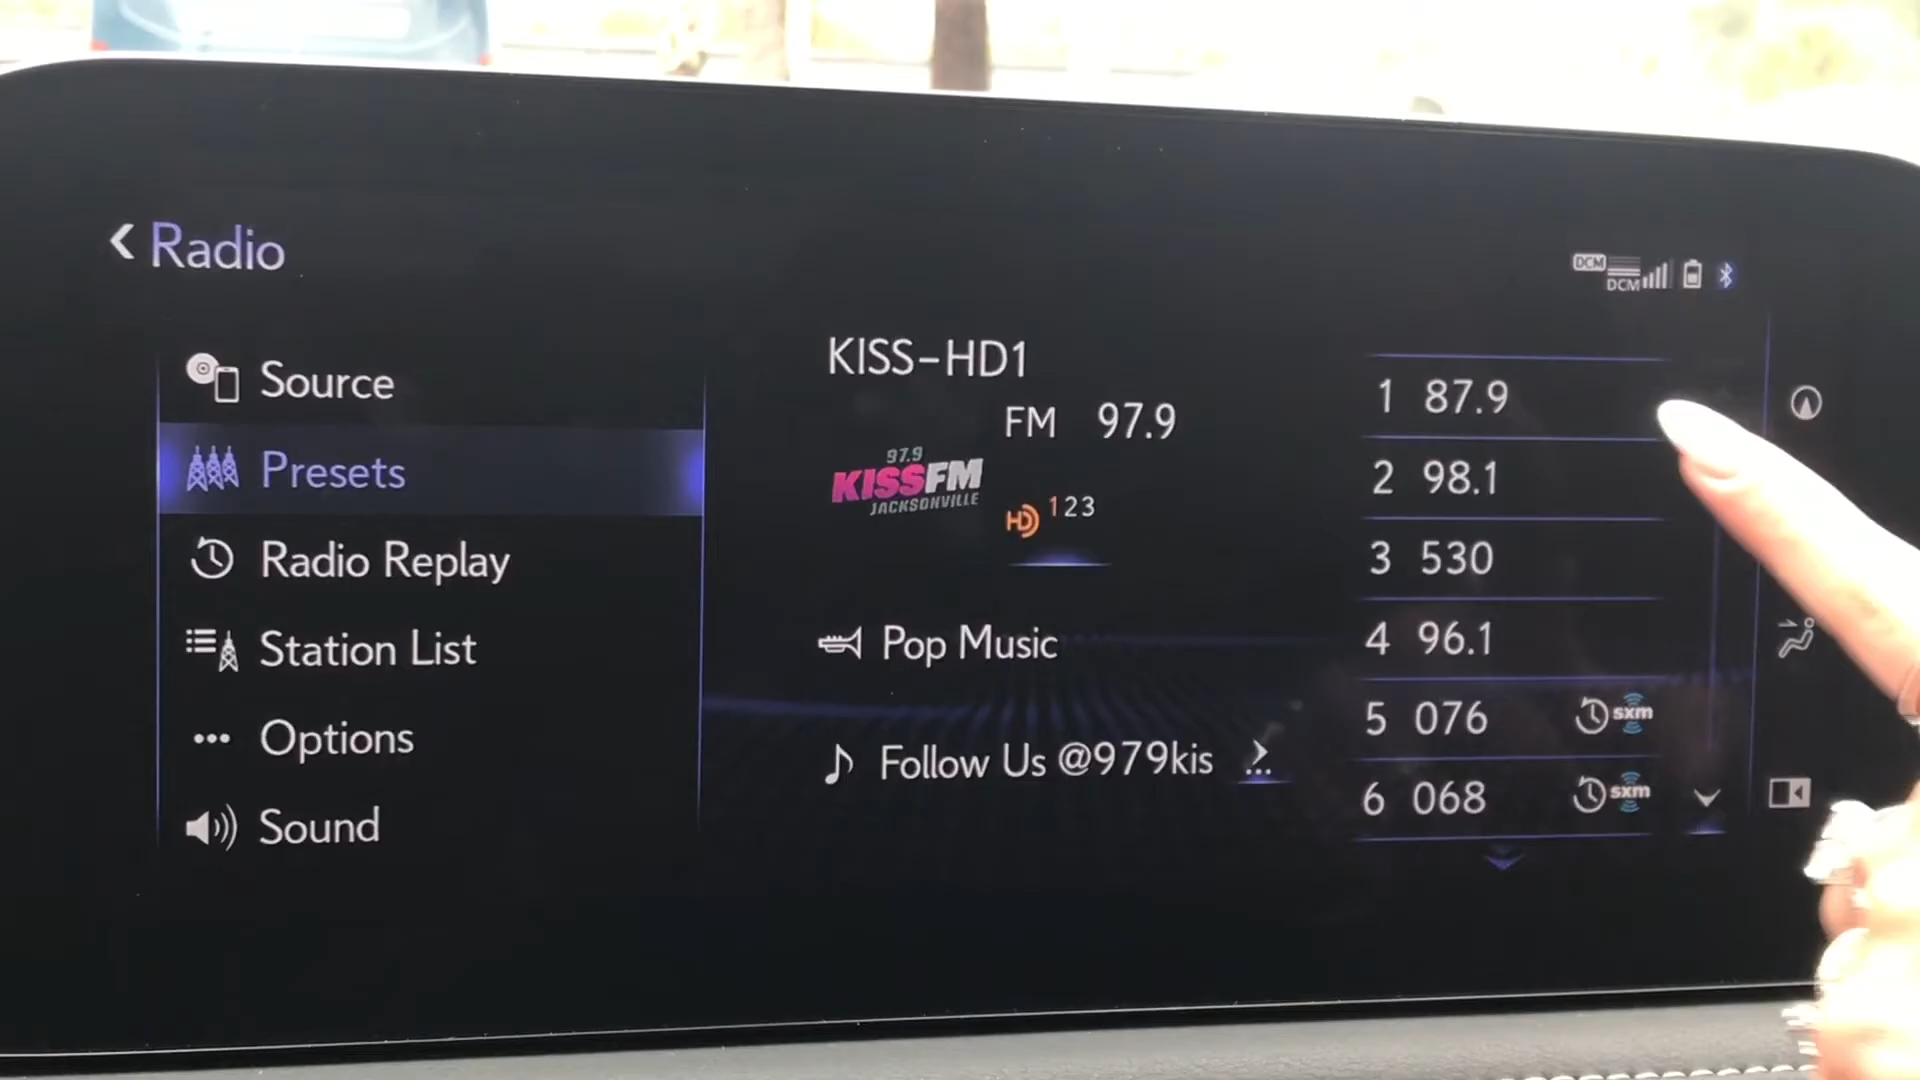 Radio
DCM
DCM
Source
Presets
Radio Replay
Station List
Options
Sound
KISS-HD1
FM 97.9
97.9
KISSFM
JACKSONVILLE
HD 123
Pop Music
Follow Us @979kis
1 87.9
2 98.1
3 530
4 96.1
5 076 sxm
6 068 sxm